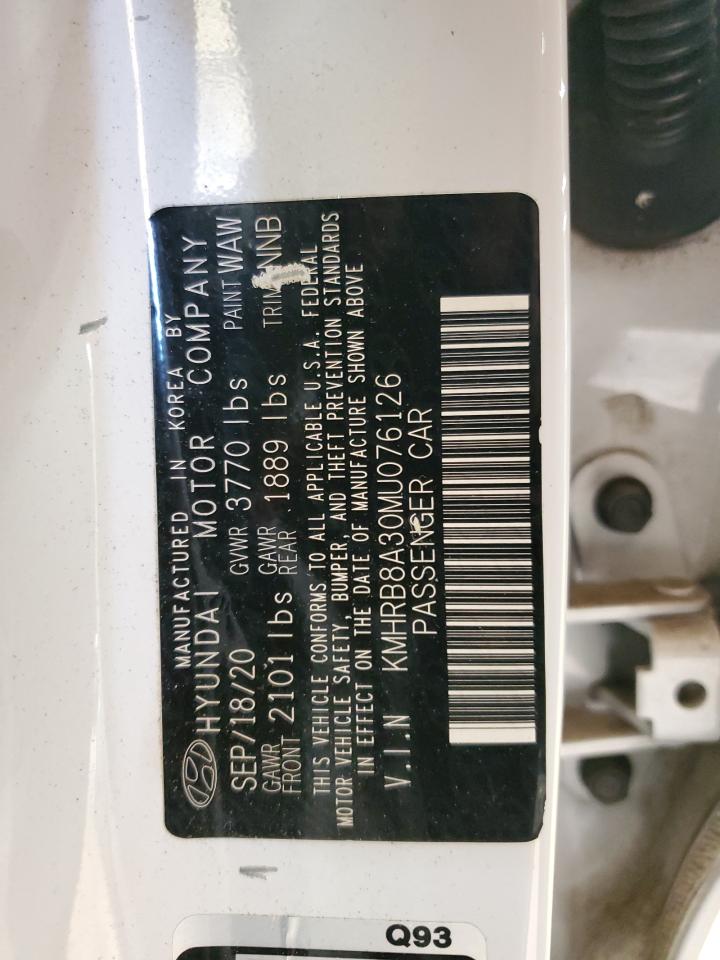 MANUFACTURED IN KOREA BY
HYUNDAI MOTOR COMPANY
SEP/18/20 GVWR 3770 lbs PAINT WAW
GAWR FRONT 2101 lbs GAWR REAR 1889 lbs TRIM NNB
THIS VEHICLE CONFORMS TO ALL APPLICABLE U.S.A. FEDERAL
MOTOR VEHICLE SAFETY, BUMPER, AND THEFT PREVENTION STANDARDS
IN EFFECT ON THE DATE OF MANUFACTURE SHOWN ABOVE
V.I.N KMHRB8A30MU076126
PASSENGER CAR
Q93